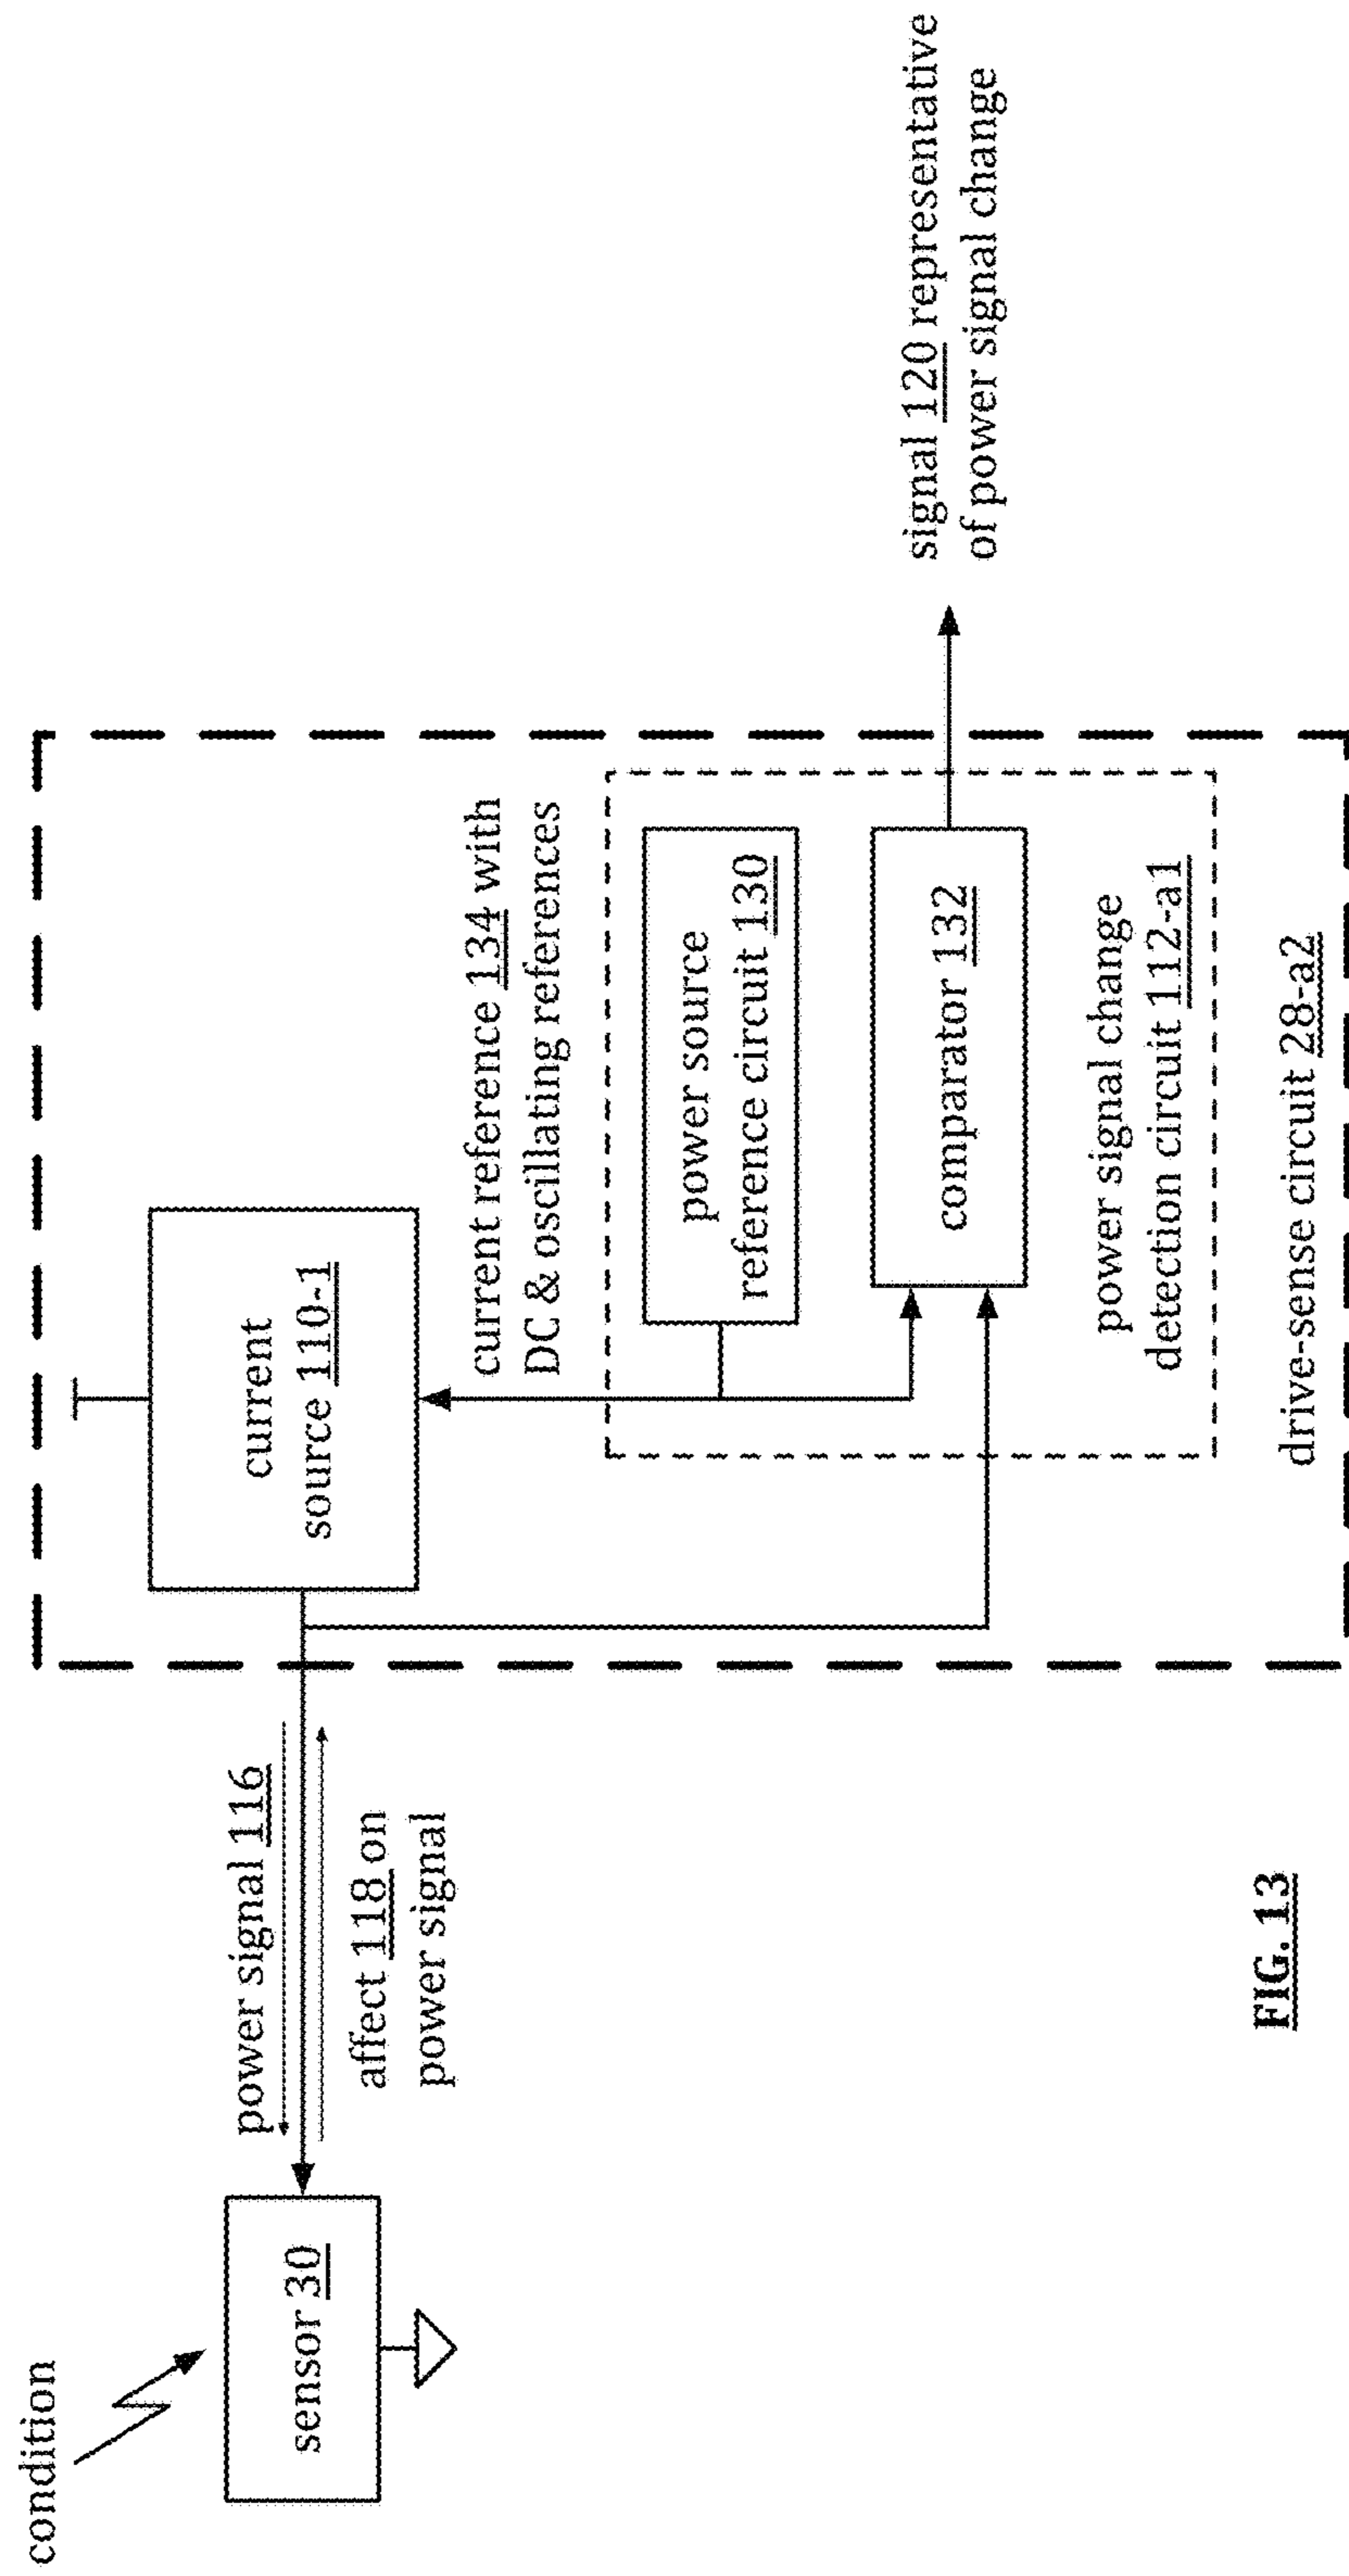 condition
sensor 30
power signal 116
affect 118 on
power signal
current
source 110-1
current reference 134 with
DC & oscillating references
power source
reference circuit 130
comparator 132
power signal change
detection circuit 112-a1
drive-sense circuit 28-a2
signal 120 representative
of power signal change
FIG. 13